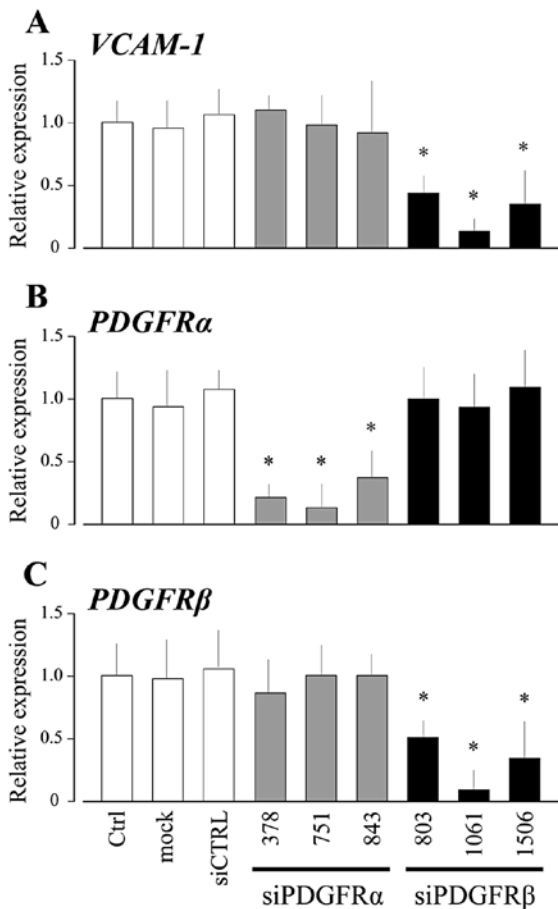 A
VCAM-1
Relative expression
1.5
1.0
0.5
0
*
*
*
B
PDGFRα
Relative expression
1.5
1.0
0.5
0
*
*
*
C
PDGFRβ
Relative expression
1.5
1.0
0.5
0
*
*
*
Ctrl
mock
siCTRL
378
751
843
803
1061
1506
siPDGFRα
siPDGFRβ